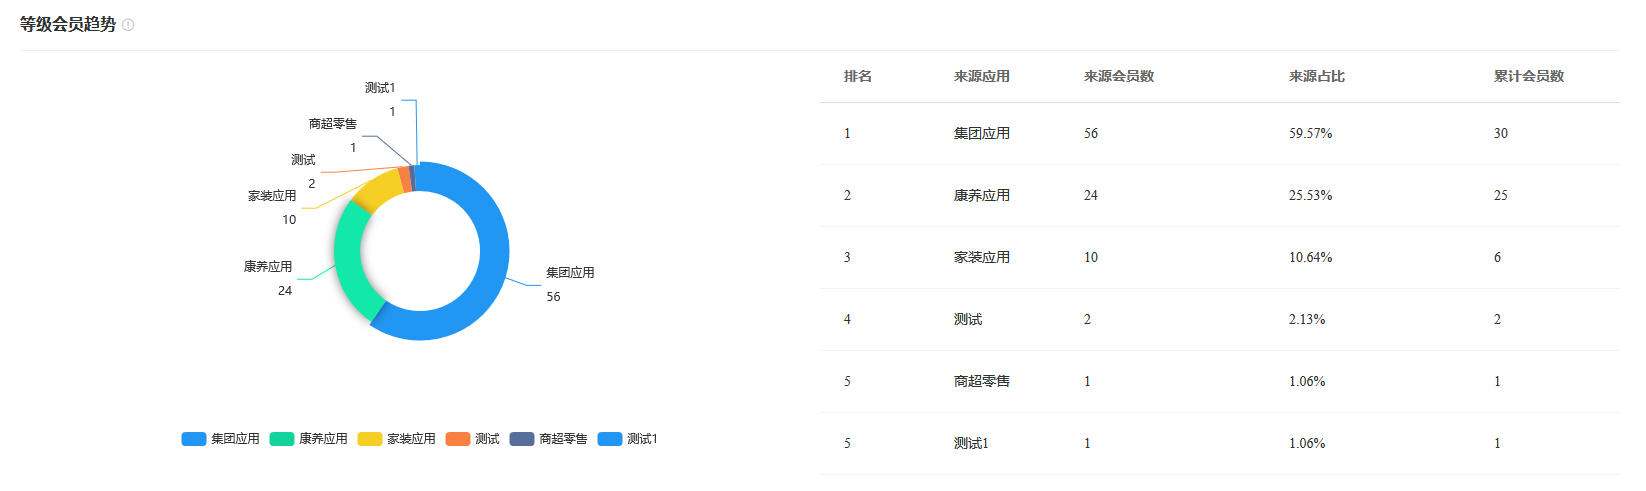 等级会员趋势
测试1
1
商超零售
1
测试
2
家装应用
10
康养应用
24
集团应用
56
集团应用 康养应用 家装应用 测试 商超零售 测试1
排名 来源应用 来源会员数 来源占比 累计会员数
1 集团应用 56 59.57% 30
2 康养应用 24 25.53% 25
3 家装应用 10 10.64% 6
4 测试 2 2.13% 2
5 商超零售 1 1.06% 1
5 测试1 1 1.06% 1